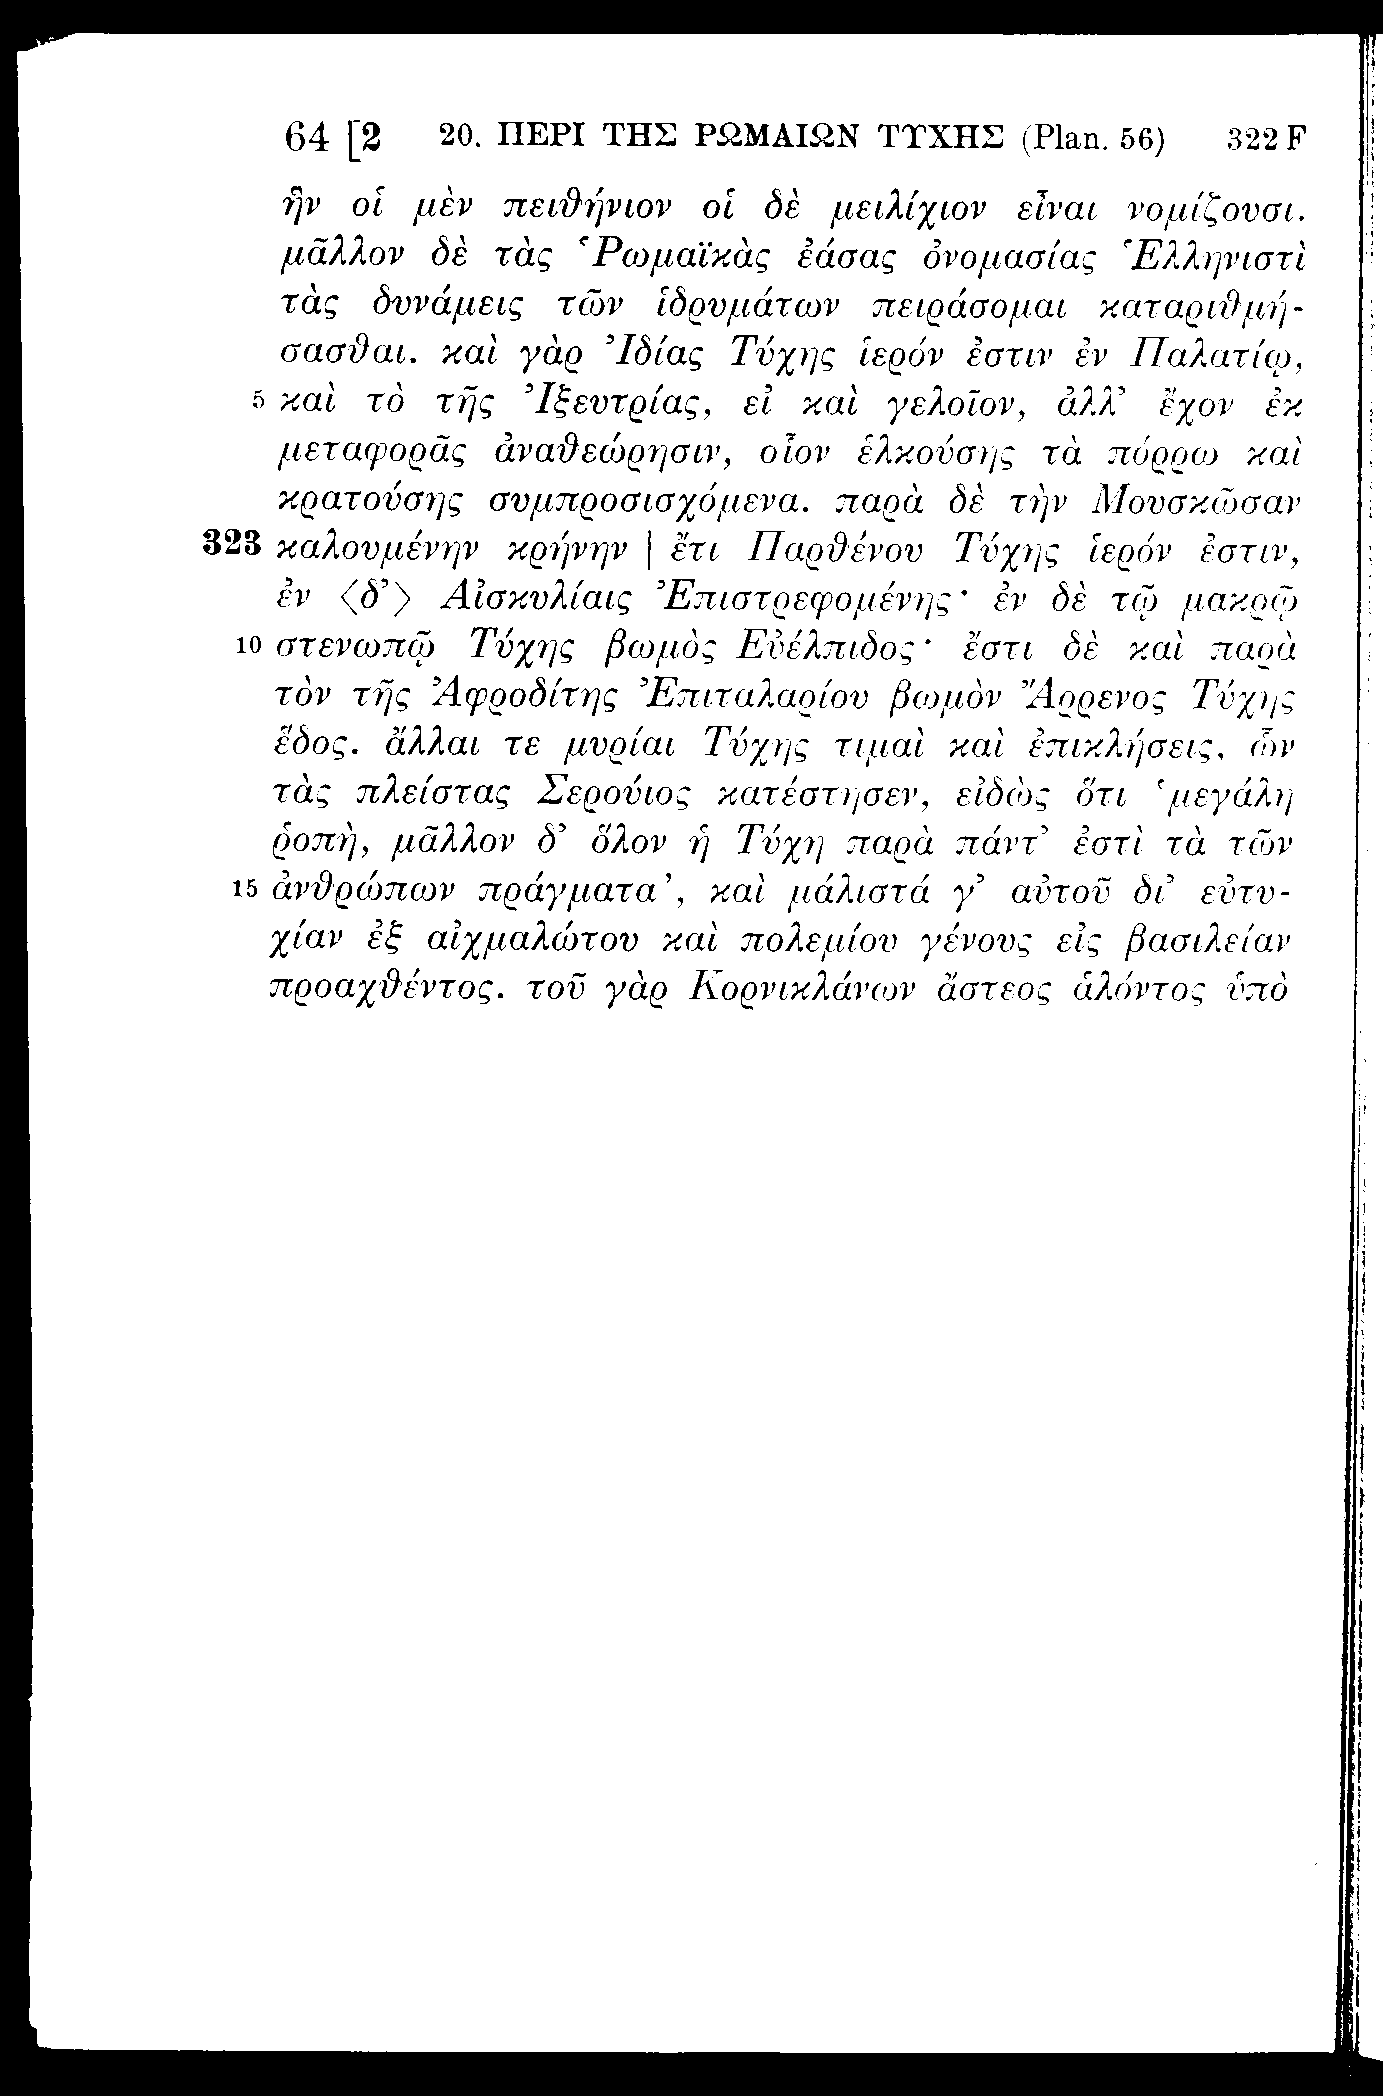 64 [2 20. ΠΕΡΙ ΤΗΣ ΡΩΜΑΙΩΝ ΤΥΧΗΣ (Plan. 56) 322 F
ἣν οἱ μὲν πειθήνιον οἱ δὲ μειλίχιον εἶναι νομίζουσι.
μᾶλλον δὲ τὰς Ῥωμαϊκὰς ἐάσας ὀνομασίας Ἑλληνιστὶ
τὰς δυνάμεις τῶν ἱδρυμάτων πειράσομαι καταριθμή-
σασθαι. καὶ γὰρ Ἰδίας Τύχης ἱερόν ἐστιν ἐν Παλατίῳ,
5 καὶ τὸ τῆς Ἰξευτρίας, εἰ καὶ γελοῖον, ἀλλ’ ἔχον ἐκ
μεταφορᾶς ἀναθεώρησιν, οἷον ἑλκούσης τὰ πόρρω καὶ
κρατούσης συμπροσισχόμενα. παρὰ δὲ τὴν Μουσκῶσαν
323 καλουμένην κρήνην | ἔτι Παρθένου Τύχης ἱερόν ἐστιν,
ἐν ⟨δ’⟩ Αἰσκυλίαις Ἐπιστρεφομένης· ἐν δὲ τῷ μακρῷ
10 στενωπῷ Τύχης βωμὸς Εὐέλπιδος· ἔστι δὲ καὶ παρὰ
τὸν τῆς Ἀφροδίτης Ἐπιταλαρίου βωμὸν Ἄρρενος Τύχης
ἕδος. ἄλλαι τε μυρίαι Τύχης τιμαὶ καὶ ἐπικλήσεις, ὧν
τὰς πλείστας Σερούιος κατέστησεν, εἰδὼς ὅτι ‘μεγάλη
ῥοπή, μᾶλλον δ’ ὅλον ἡ Τύχη παρὰ πάντ’ ἐστὶ τὰ τῶν
15 ἀνθρώπων πράγματα’, καὶ μάλιστά γ’ αὐτοῦ δι’ εὐτυ-
χίαν ἐξ αἰχμαλώτου καὶ πολεμίου γένους εἰς βασιλείαν
προαχθέντος. τοῦ γὰρ Κορνικλάνων ἄστεος ἁλόντος ὑπὸ